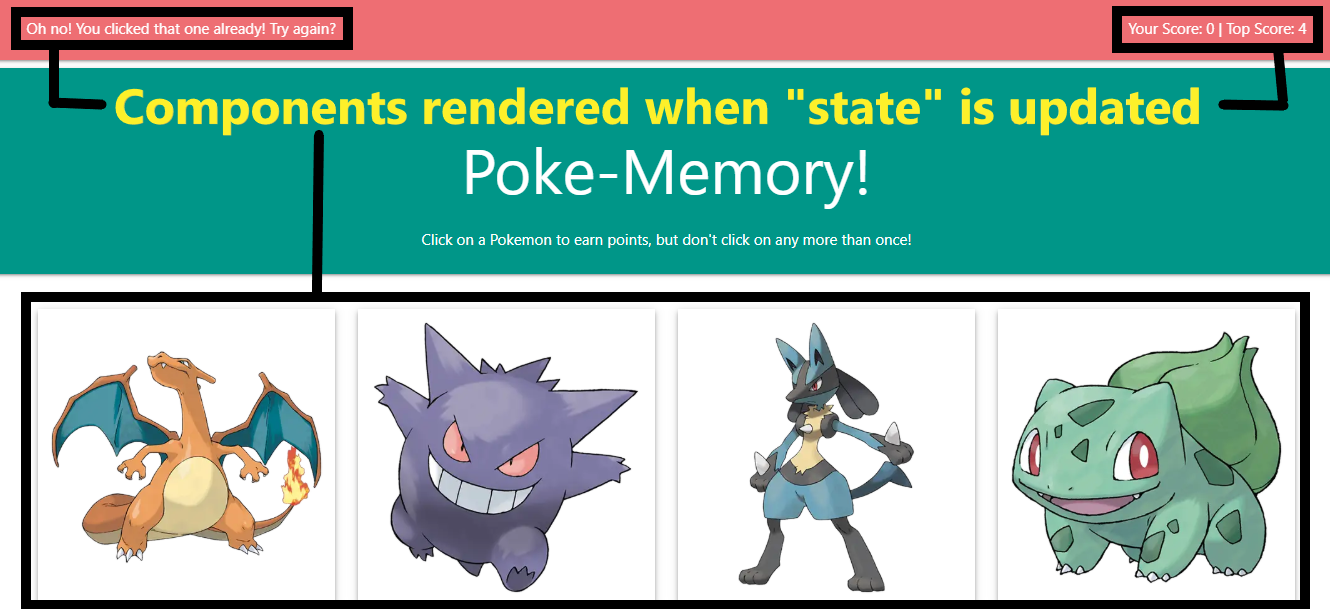 Oh no! You clicked that one already! Try again?
Your Score: 0 | Top Score: 4
Components rendered when "state" is updated
Poke-Memory!
Click on a Pokemon to earn points, but don't click on any more than once!